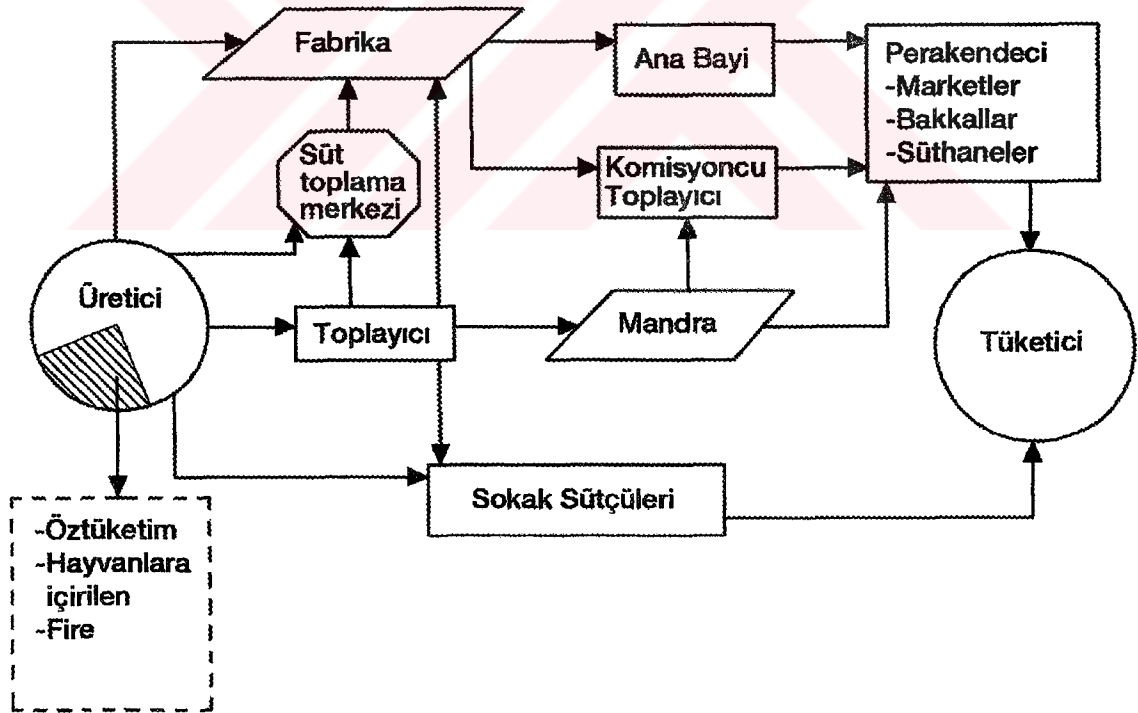 Fabrika
Ana Bayi
Perakendeci
-Marketler
-Bakkallar
-Süthaneler
Süt
toplama
merkezi
Komisyoncu
Toplayıcı
Üretici
Toplayıcı
Mandra
Tüketici
Sokak Sütçüleri
-Öztüketim
-Hayvanlara
içirilen
-Fire